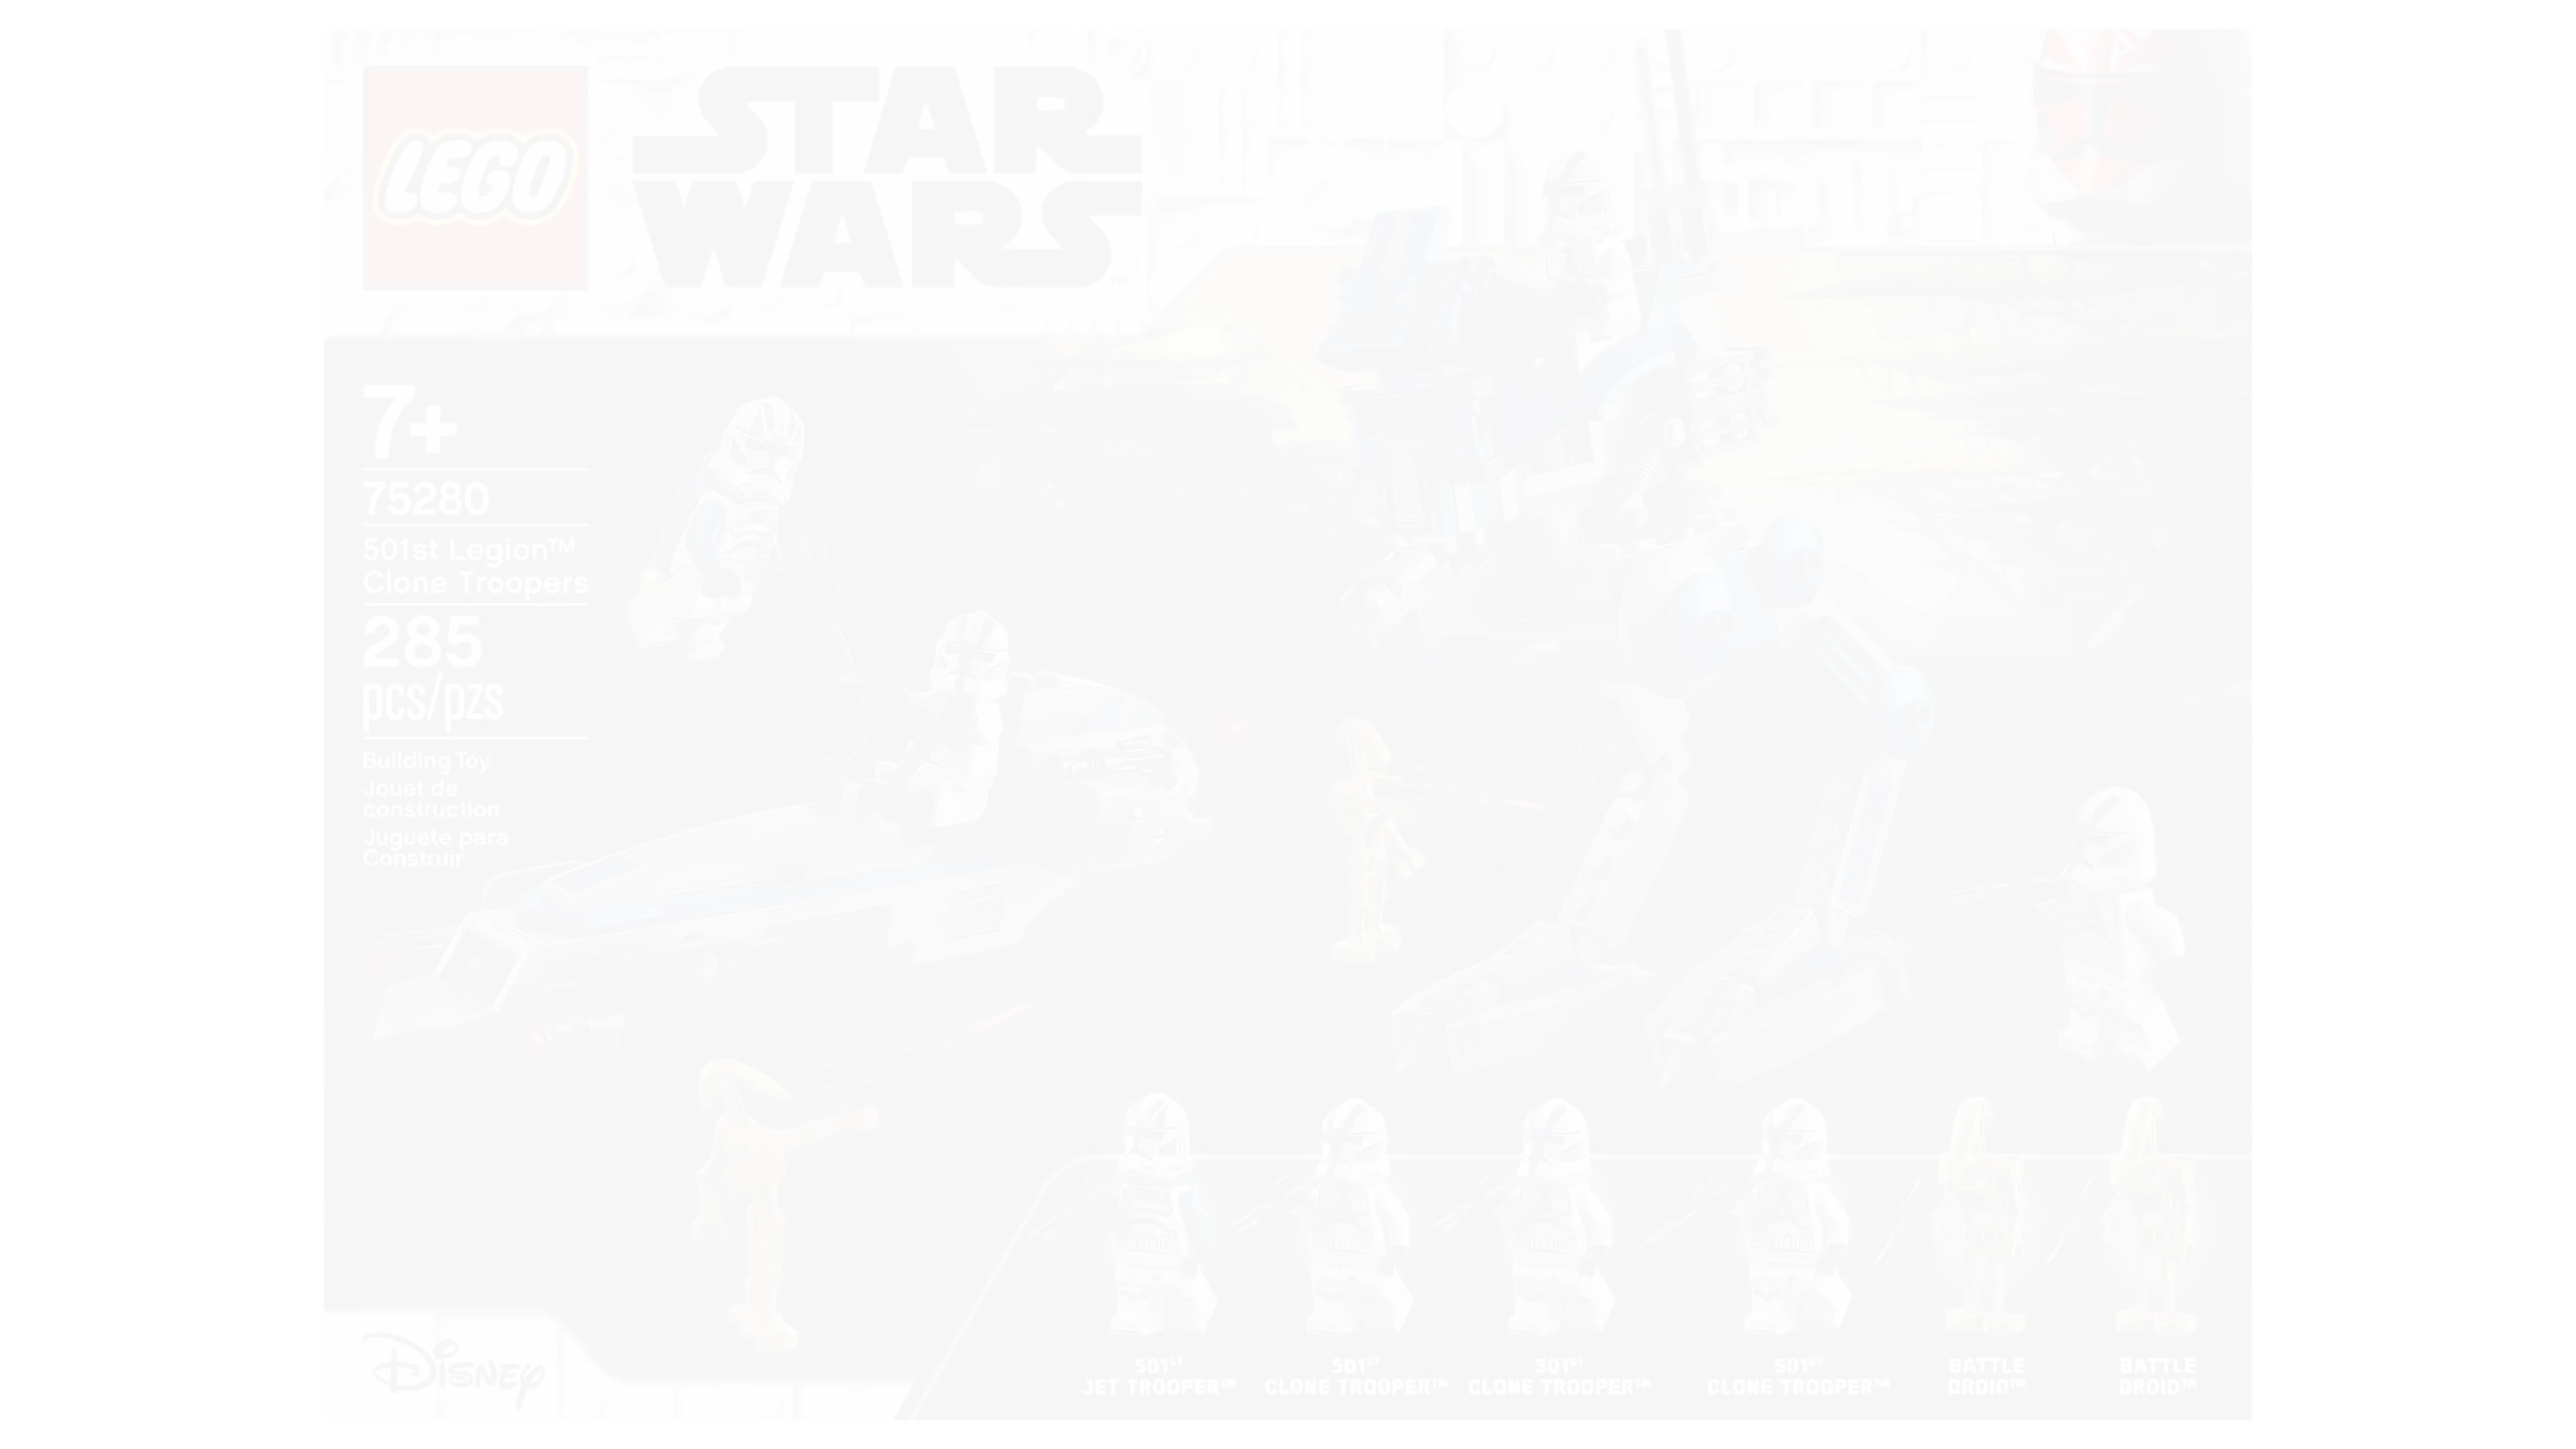 LEGO
STAR
WARS™
7+
75280
501st Legion™
Clone Troopers
285
pcs/pzs
Building Toy
Jouet de
construction
Juguete para
Construir
Disney
501ST
JET TROOPER™
501ST
CLONE TROOPER™
501ST
CLONE TROOPER™
501ST
CLONE TROOPER™
BATTLE
DROID™
BATTLE
DROID™